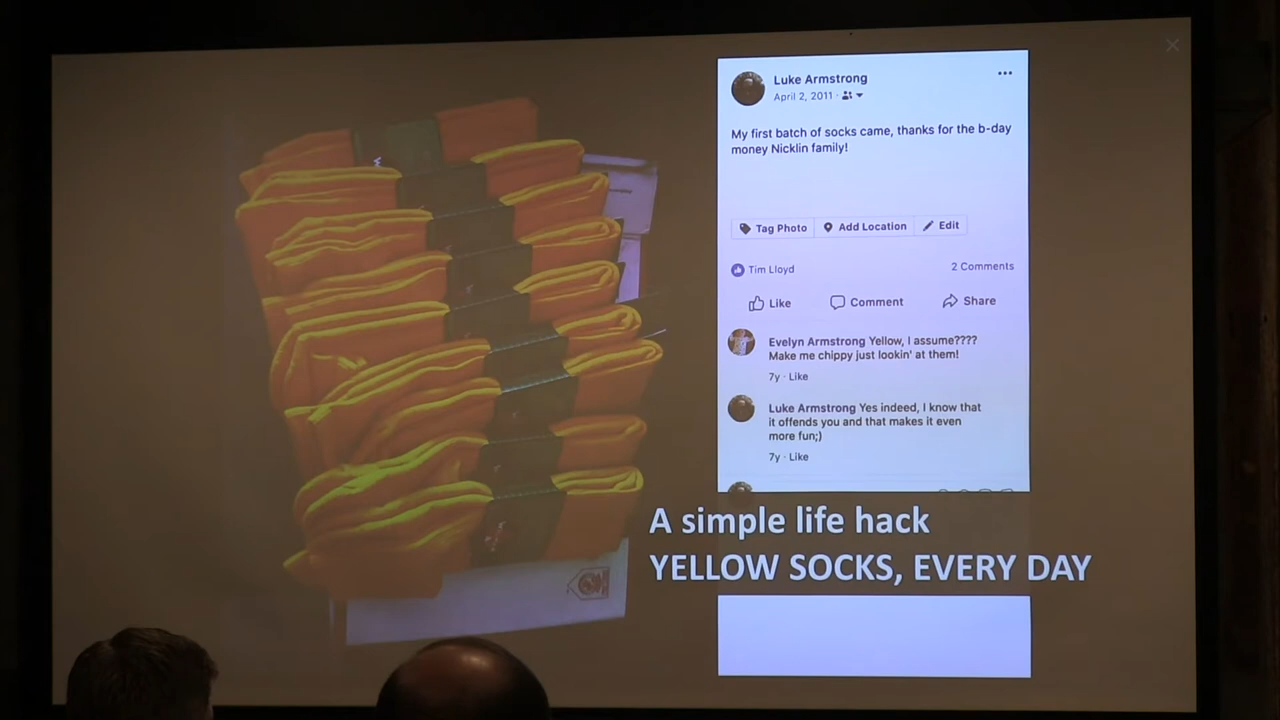 Luke Armstrong
April 2, 2011
My first batch of socks came, thanks for the b-day
money Nicklin family!
Tag Photo
Add Location
Edit
Tim Lloyd
2 Comments
Like
Comment
Share
Evelyn Armstrong Yellow, I assume????
Make me chippy just lookin' at them!
7y · Like
Luke Armstrong Yes indeed, I know that
it offends you and that makes it even
more fun;)
7y · Like
A simple life hack
YELLOW SOCKS, EVERY DAY